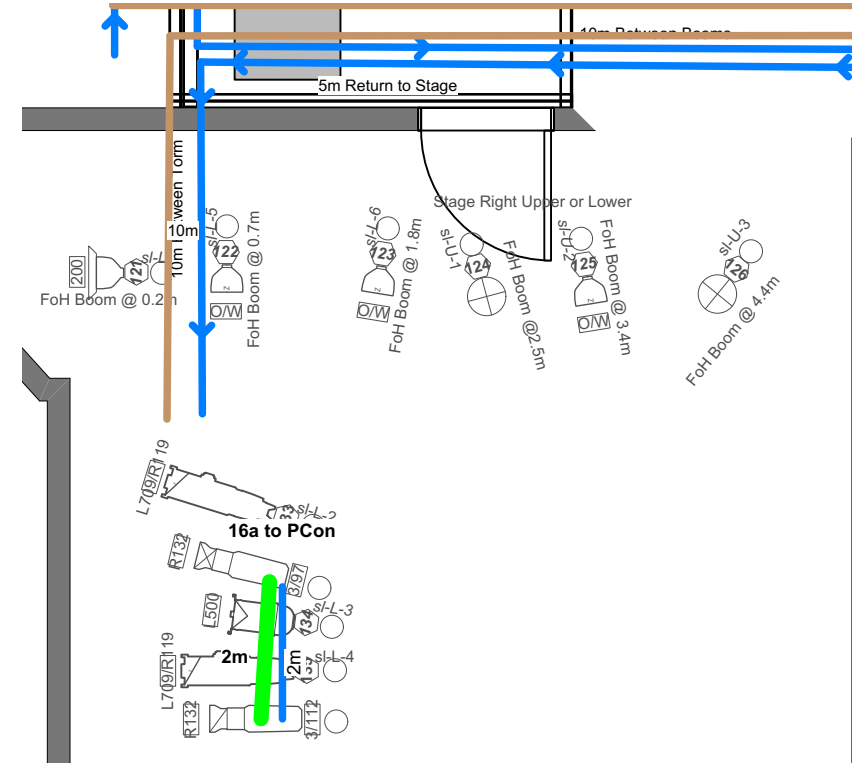 10m Between Booms
5m Return to Stage
10m
Stage Right Upper or Lower
sl-L-5
sl-L-6
sl-U-1
sl-U-2
sl-U-3
200
121
122
123
124
125
126
FoH Boom @ 0.2m
FoH Boom @ 0.7m
FoH Boom @ 1.8m
FoH Boom @2.5m
FoH Boom @ 3.4m
FoH Boom @ 4.4m
z
z
z
O/W
O/W
O/W
L709/R119
sl-L-2
16a to PCon
R132
3/97
L500
134
sl-L-3
L709/R119
2m
2m
sl-L-4
R132
3/112